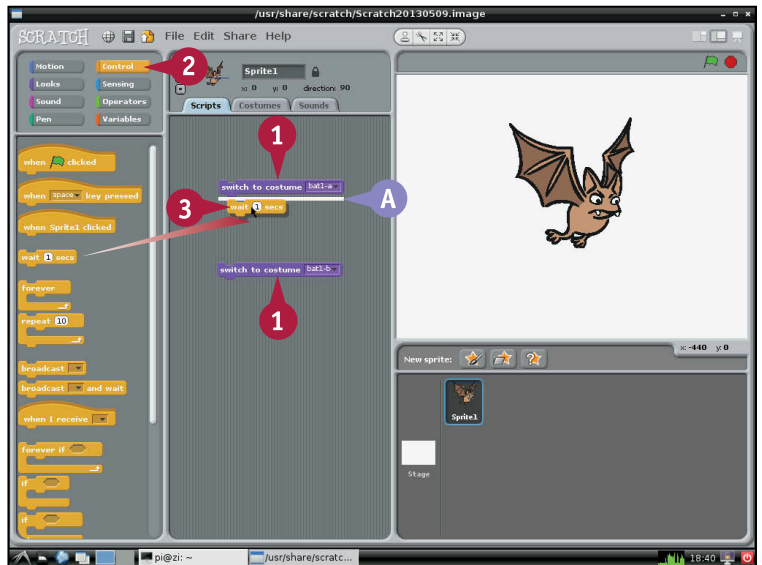 /usr/share/scratch/Scratch20130509.image
SCRATCH File Edit Share Help
Motion Control
Looks Sensing
Sound Operators
Pen Variables
2
Sprite1
x: 0 y: 0 direction: 90
Scripts Costumes Sounds
when clicked
when space key pressed
when Sprite1 clicked
wait 1 secs
forever
repeat 10
broadcast
broadcast and wait
when I receive
forever if
if
if
1
switch to costume bat1-a
A
3
wait 1 secs
switch to costume bat1-b
1
x: -440 y: 0
New sprite:
Sprite1
Stage
pi@zi: ~
/usr/share/scratc...
18:40